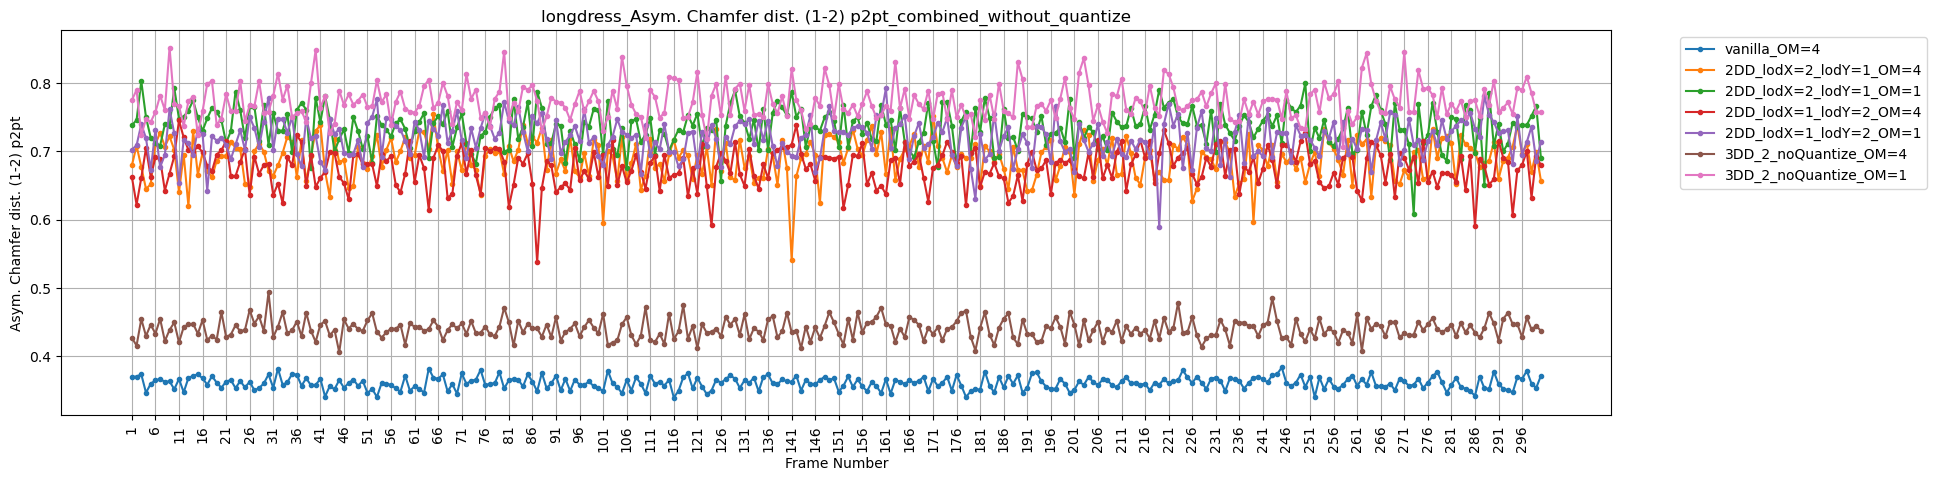 longdress_Asym. Chamfer dist. (1-2) p2pt_combined_without_quantize
Asym. Chamfer dist. (1-2) p2pt
0.8
0.7
0.6
0.5
0.4
1 6 11 16 21 26 31 36 41 46 51 56 61 66 71 76 81 86 91 96 101 106 111 116 121 126 131 136 141 146 151 156 161 166 171 176 181 186 191 196 201 206 211 216 221 226 231 236 241 246 251 256 261 266 271 276 281 286 291 296
Frame Number
vanilla_OM=4
2DD_lodX=2_lodY=1_OM=4
2DD_lodX=2_lodY=1_OM=1
2DD_lodX=1_lodY=2_OM=4
2DD_lodX=1_lodY=2_OM=1
3DD_2_noQuantize_OM=4
3DD_2_noQuantize_OM=1